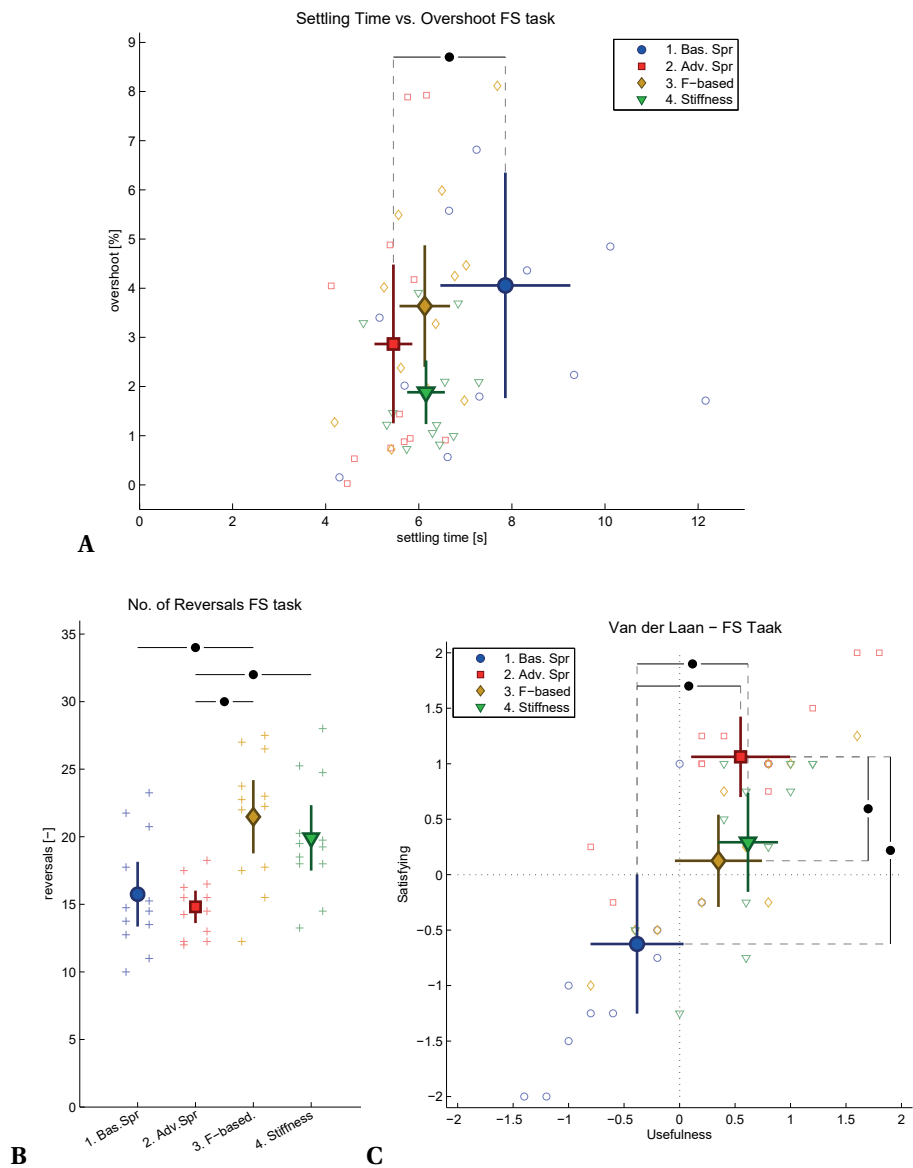 Settling Time vs. Overshoot FS task
9
8
7
6
5
4
3
2
1
0
overshoot [%]
1. Bas. Spr
2. Adv. Spr
3. F−based
4. Stiffness
0 2 4 6 8 10 12
settling time [s]
A
No. of Reversals FS task
35
30
25
20
15
10
5
0
reversals [−]
1. Bas.Spr
2. Adv.Spr
3. F−based.
4. Stiffness
B
Van der Laan − FS Taak
1. Bas. Spr
2. Adv. Spr
3. F−based
4. Stiffness
2
1.5
1
0.5
0
−0.5
−1
−1.5
−2
Satisfying
−2 −1.5 −1 −0.5 0 0.5 1 1.5 2
Usefulness
C